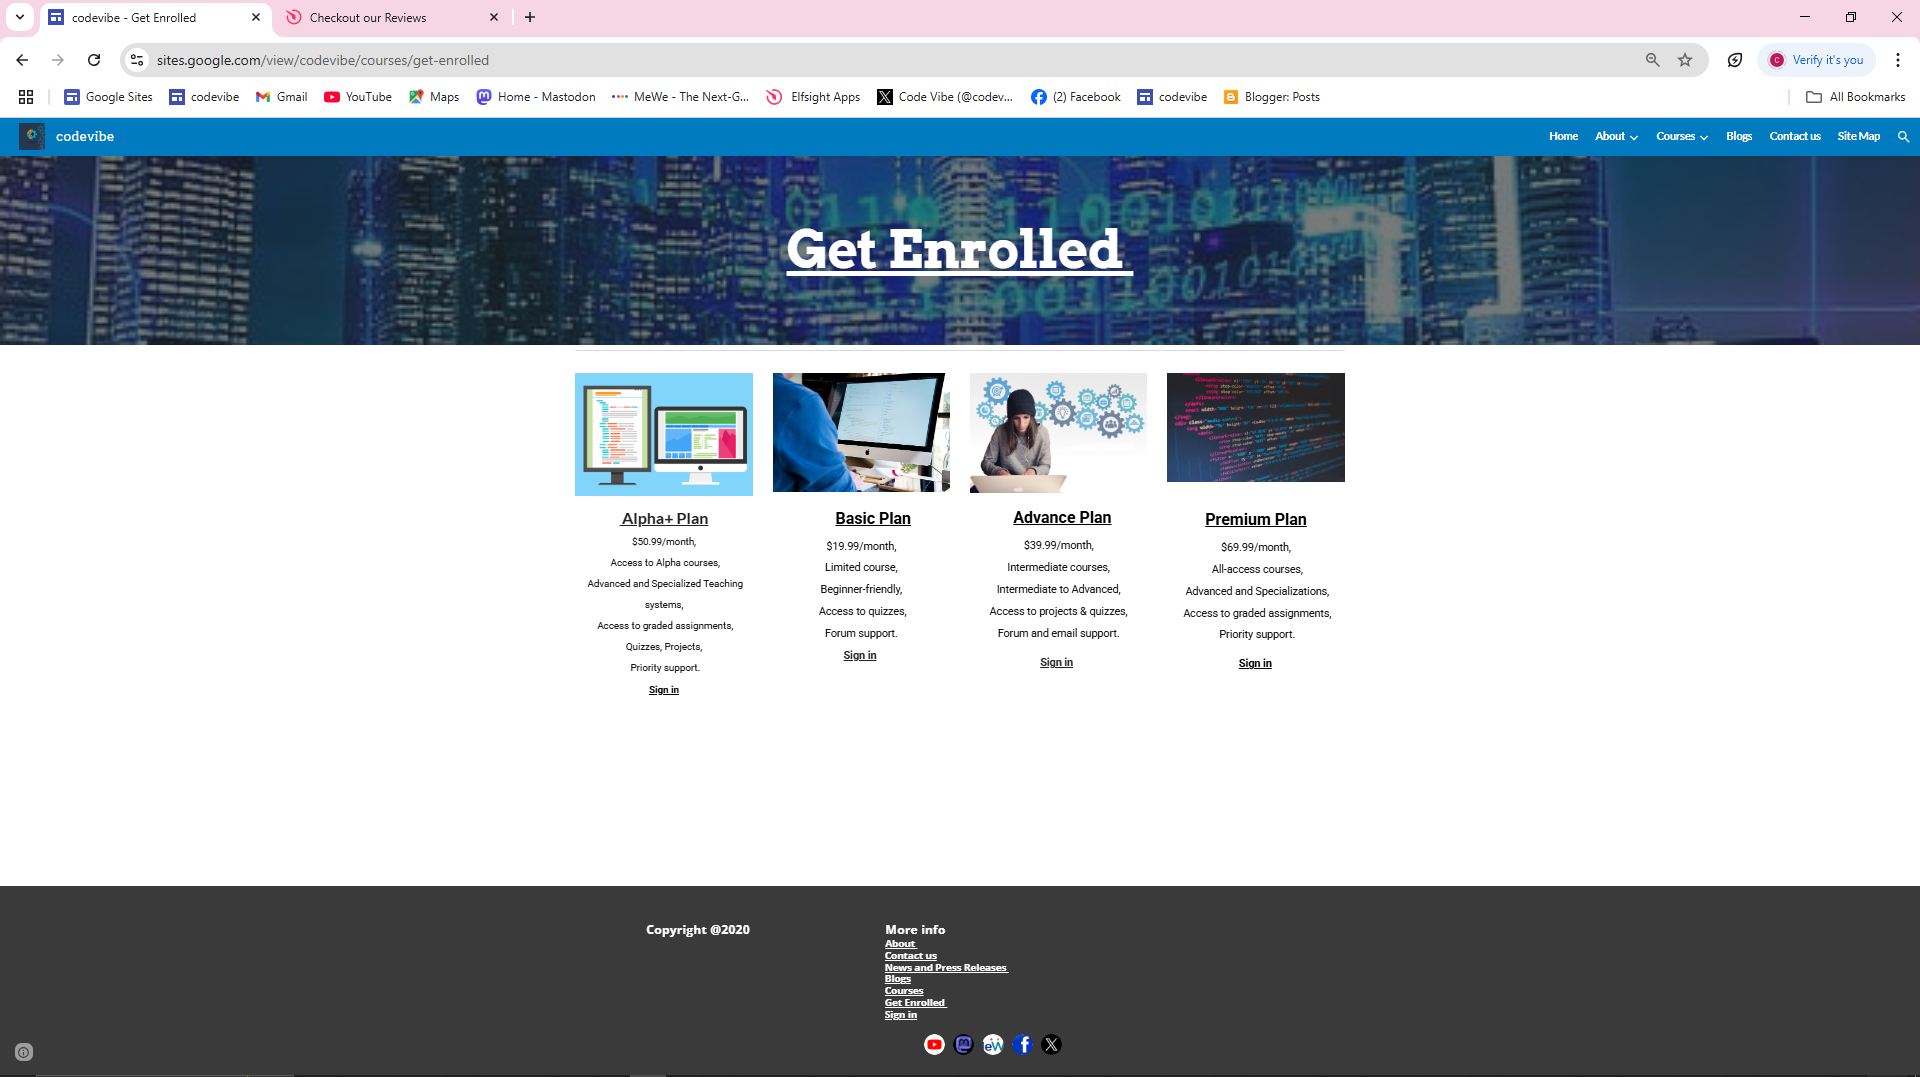 codevibe - Get Enrolled
Checkout our Reviews
sites.google.com/view/codevibe/courses/get-enrolled
Verify it's you
Google Sites
codevibe
Gmail
YouTube
Maps
Home - Mastodon
MeWe - The Next-G...
Elfsight Apps
Code Vibe (@codev...
(2) Facebook
codevibe
Blogger: Posts
All Bookmarks
codevibe
Home
About
Courses
Blogs
Contact us
Site Map
Get Enrolled
Alpha+ Plan
$50.99/month,
Access to Alpha courses,
Advanced and Specialized Teaching
systems,
Access to graded assignments,
Quizzes, Projects,
Priority support.
Sign in
Basic Plan
$19.99/month,
Limited course,
Beginner-friendly,
Access to quizzes,
Forum support.
Sign in
Advance Plan
$39.99/month,
Intermediate courses,
Intermediate to Advanced,
Access to projects & quizzes,
Forum and email support.
Sign in
Premium Plan
$69.99/month,
All-access courses,
Advanced and Specializations,
Access to graded assignments,
Priority support.
Sign in
Copyright @2020
More info
About
Contact us
News and Press Releases
Blogs
Courses
Get Enrolled
Sign in